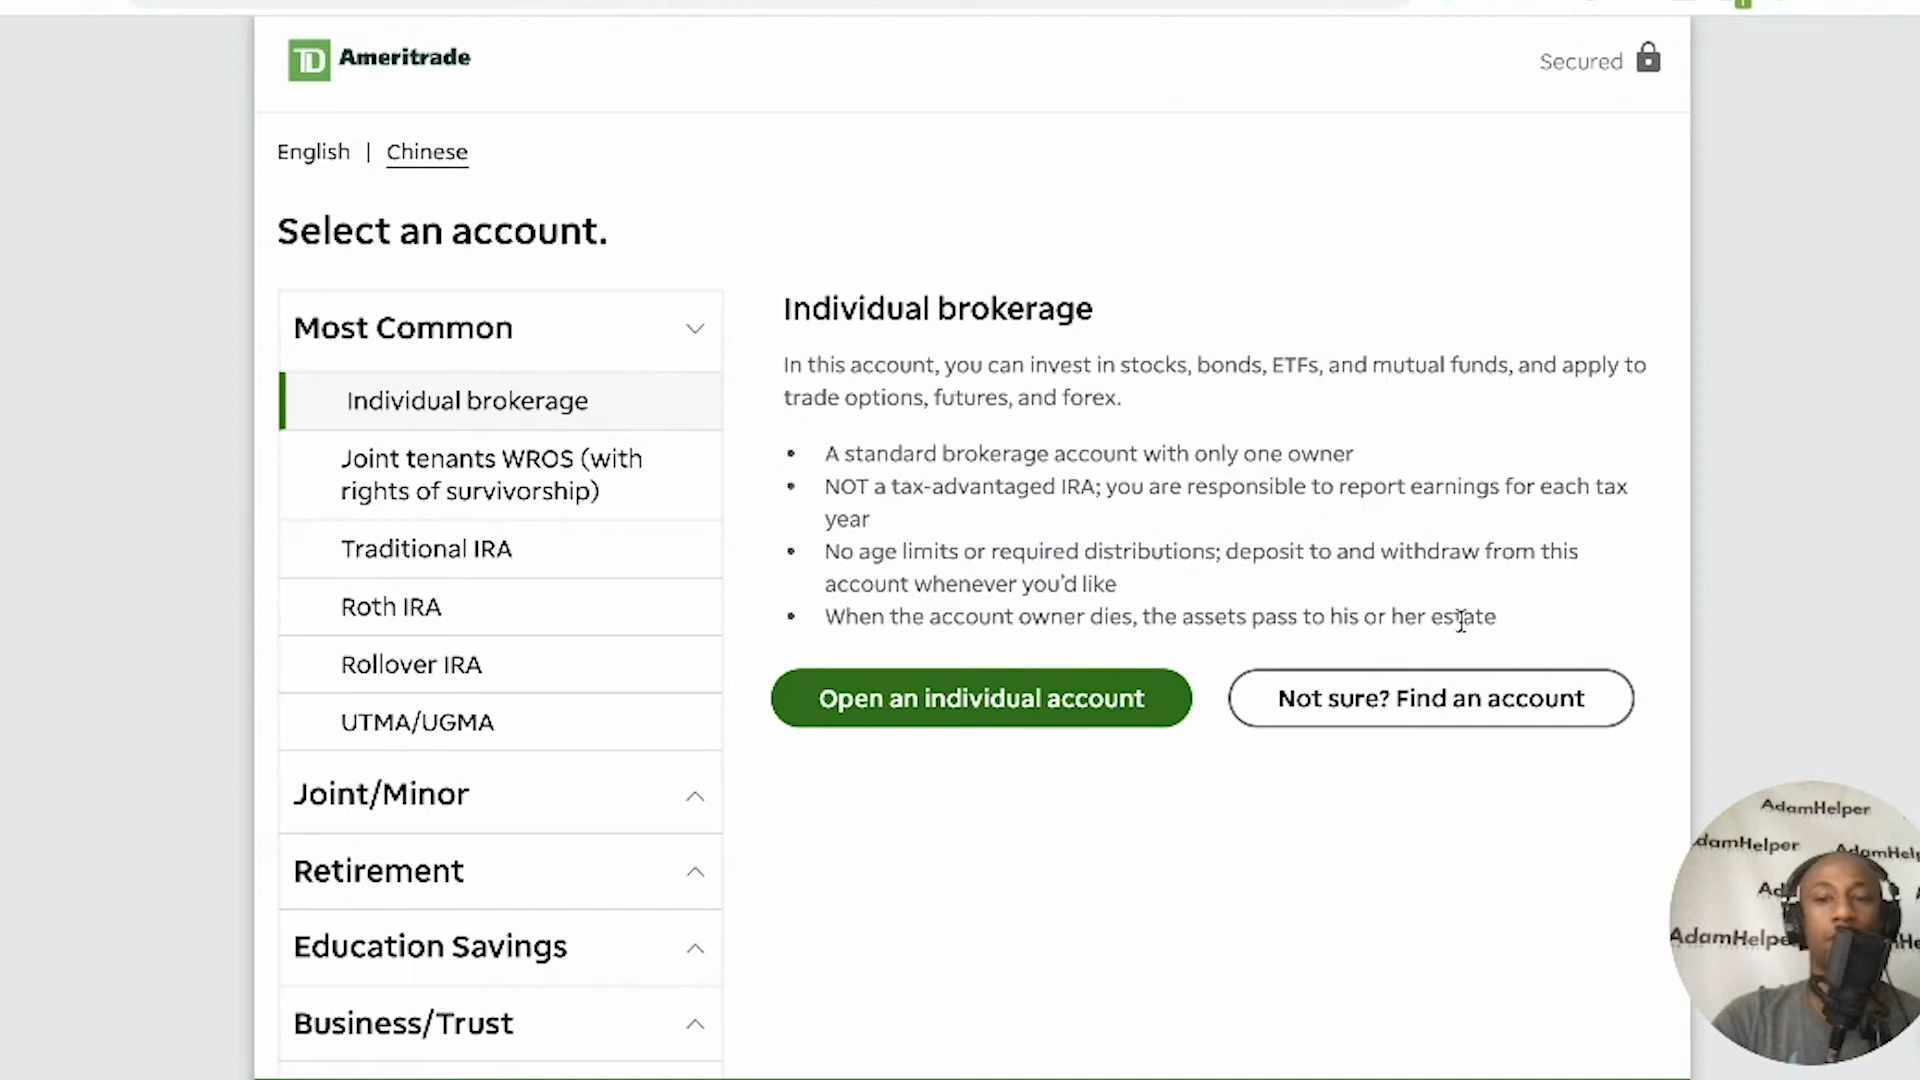 TD Ameritrade
Secured
English | Chinese
Select an account.
Most Common
Individual brokerage
Joint tenants WROS (with
rights of survivorship)
Traditional IRA
Roth IRA
Rollover IRA
UTMA/UGMA
Joint/Minor
Retirement
Education Savings
Business/Trust
Individual brokerage
In this account, you can invest in stocks, bonds, ETFs, and mutual funds, and apply to
trade options, futures, and forex.
• A standard brokerage account with only one owner
• NOT a tax-advantaged IRA; you are responsible to report earnings for each tax
year
• No age limits or required distributions; deposit to and withdraw from this
account whenever you'd like
• When the account owner dies, the assets pass to his or her estate
Open an individual account
Not sure? Find an account
AdamHelper
damHelper
AdamHelp
Ad
AdamHelpe
He